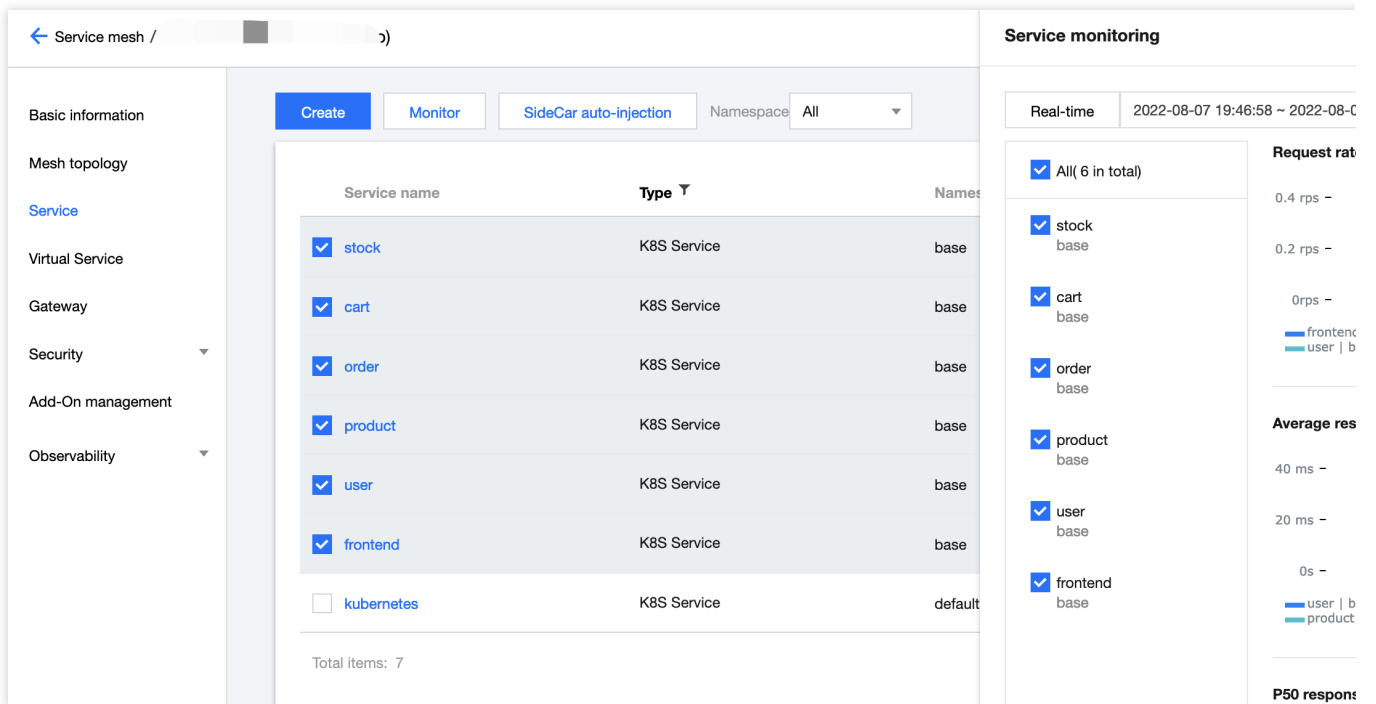 Service mesh /
Basic information
Mesh topology
Service
Virtual Service
Gateway
Security
Add-On management
Observability
Create Monitor SideCar auto-injection Namespace All
Service name Type
stock K8S Service base
cart K8S Service base
order K8S Service base
product K8S Service base
user K8S Service base
frontend K8S Service base
kubernetes K8S Service default
Total items: 7
Service monitoring
Real-time 2022-08-07 19:46:58 ~
All( 6 in total)
stock
base
cart
base
order
base
product
base
user
base
frontend
base
Request
0.4 rps
0.2 rps
0rps
user |
Average
40 ms
20 ms
0s
user |
product
P50